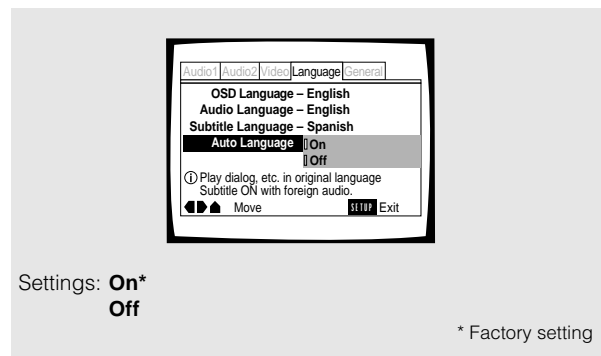 Audio1 Audio2 Video Language General
OSD Language – English
Audio Language – English
Subtitle Language – Spanish
Auto Language On
Off
i Play dialog, etc. in original language
Subtitle ON with foreign audio.
Move SETUP Exit
Settings: On*
Off
* Factory setting